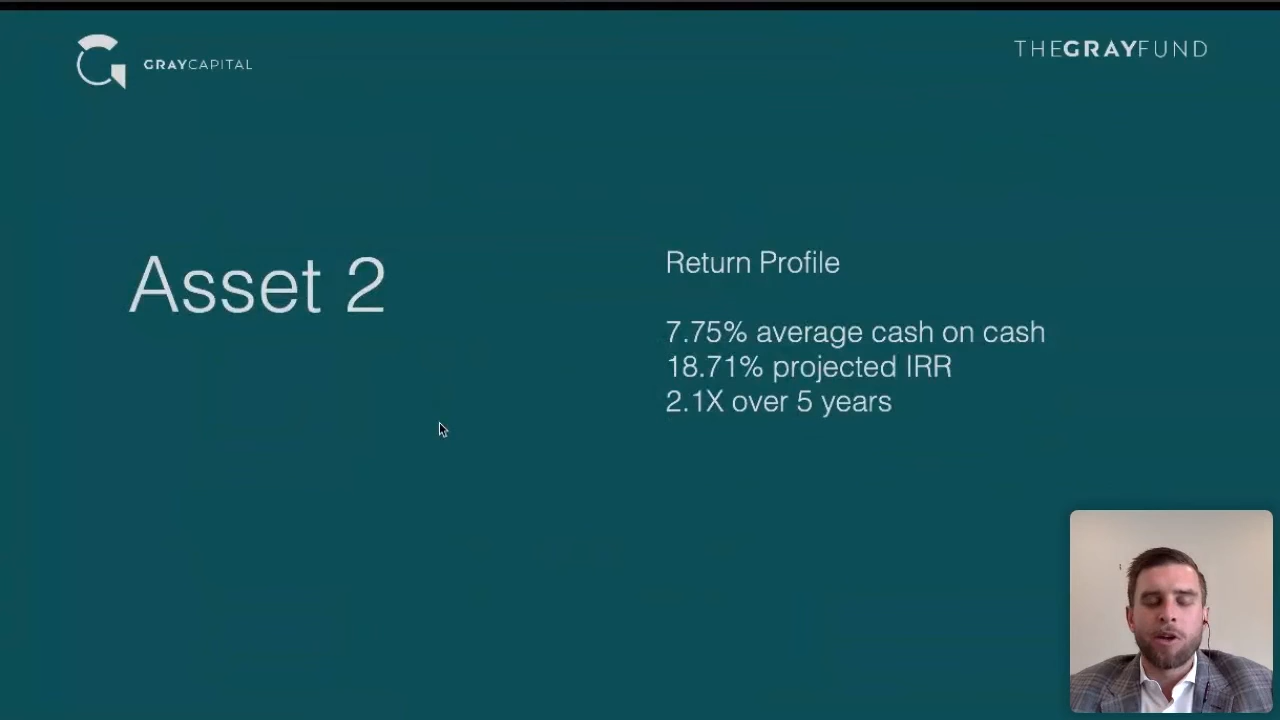 GRAYCAPITAL
THEGRAYFUND
Asset 2
Return Profile
7.75% average cash on cash
18.71% projected IRR
2.1X over 5 years